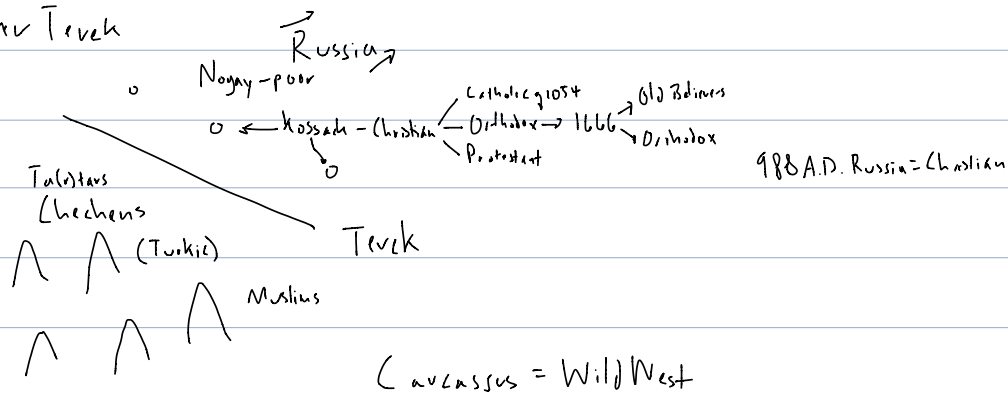 Terek
Russia
Nogay-poor
Catholic 1054
Old Believers
Kossack - Christian - Orthodox → 1666
Orthodox
Protestant
988 A.D. Russia = Christian
Ta(r)tars
Chechens
Terek
(Turkic)
Muslims
Caucassus = Wild West